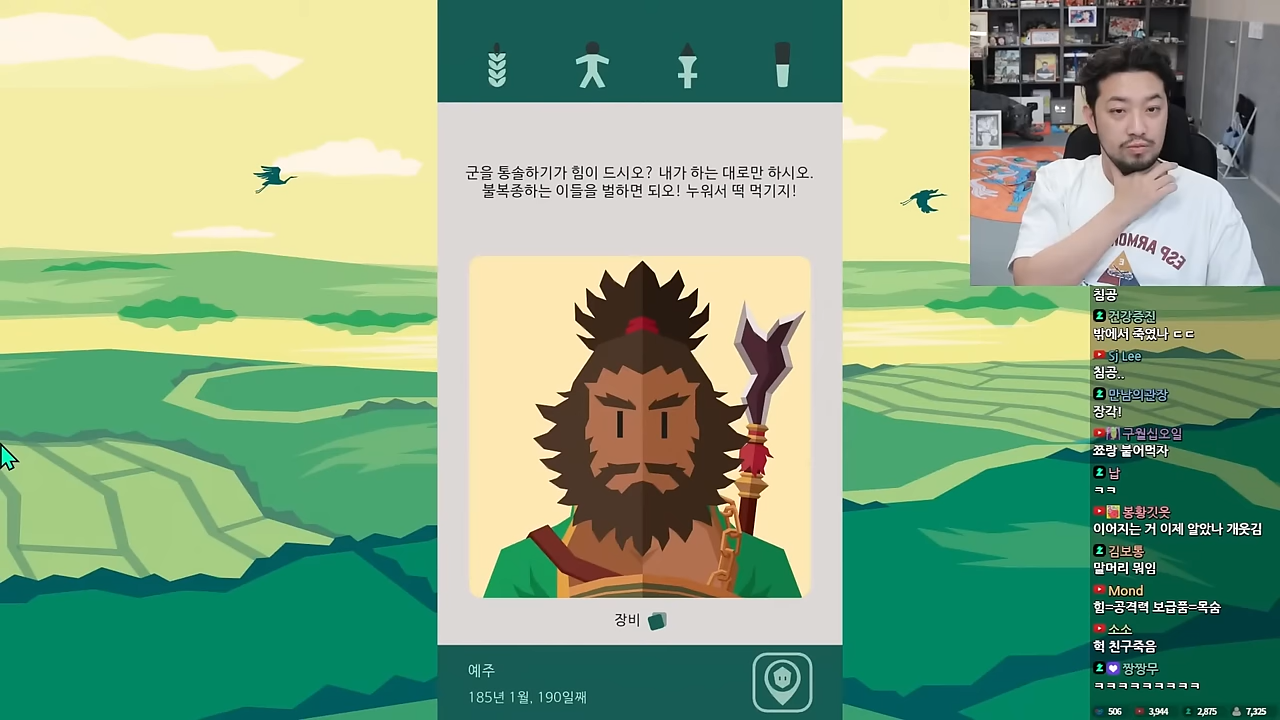 군을 통솔하기가 힘이 드시오? 내가 하는 대로만 하시오.
불복종하는 이들을 벌하면 되오! 누워서 떡 먹기지!
장비
예주
185년 1월, 190일째
침공
건강증진
밖에서 죽였나 ㄷㄷ
Sj Lee
침공..
만남의관장
장각!
구월십오일
쬬랑 붙어먹자
납
ㅋㅋ
봉황깃옷
이어지는 거 이제 알았나 개웃김
김보통
말머리 뭐임
Mond
힘=공격력 보급품=목숨
소소
헉 친구죽음
짱짱무
ㅋㅋㅋㅋㅋㅋㅋㅋㅋ
506 3,944 2,875 7,325